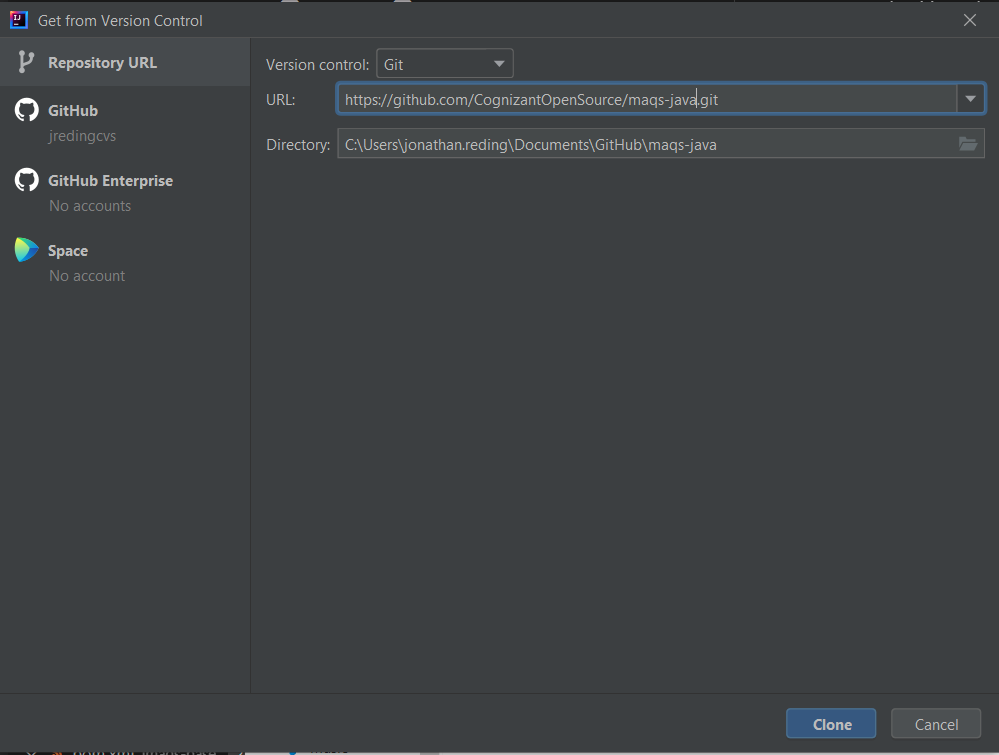 Get from Version Control
Repository URL
GitHub
jredingcvs
GitHub Enterprise
No accounts
Space
No account
Version control: Git
URL: https://github.com/CognizantOpenSource/maqs-java.git
Directory: C:\Users\jonathan.reding\Documents\GitHub\maqs-java
Clone
Cancel